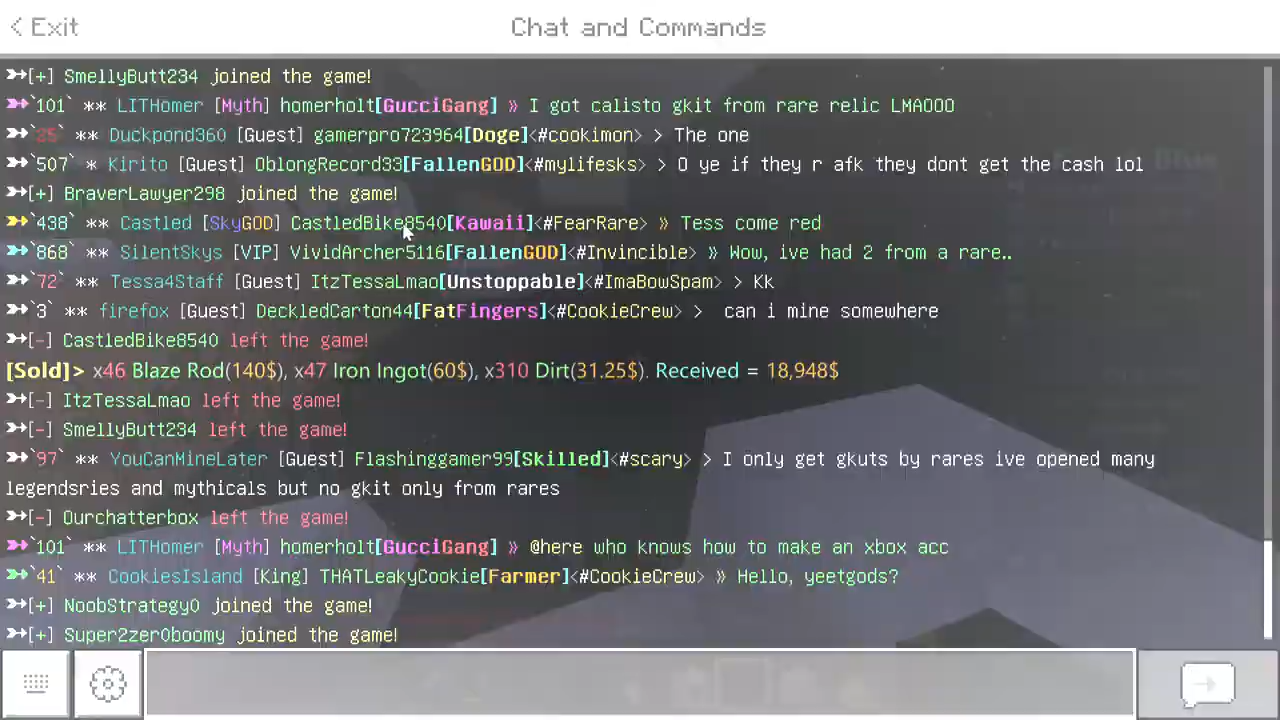 < Exit
Chat and Commands
➳[+] SmellyButt234 joined the game!
➳`101` ** LITHomer [Myth] homerholt[GucciGang] » I got calisto gkit from rare relic LMAOOO
➳`25` ** Duckpond360 [Guest] gamerpro723964[Doge]<#cookimon> > The one
➳`507` * Kirito [Guest] OblongRecord33[FallenGOD]<#mylifesks> > O ye if they r afk they dont get the cash lol
➳[+] BraverLawyer298 joined the game!
➳`438` ** Castled [SkyGOD] CastledBike8540[Kawaii]<#FearRare> » Tess come red
➳`868` ** SilentSkys [VIP] VividArcher5116[FallenGOD]<#Invincible> » Wow, ive had 2 from a rare..
➳`72` ** Tessa4Staff [Guest] ItzTessaLmao[Unstoppable]<#ImaBowSpam> > Kk
➳`3` ** firefox [Guest] DeckledCarton44[FatFingers]<#CookieCrew> > can i mine somewhere
➳[-] CastledBike8540 left the game!
[Sold]> x46 Blaze Rod(140$), x47 Iron Ingot(60$), x310 Dirt(31.25$). Received = 18,948$
➳[-] ItzTessaLmao left the game!
➳[-] SmellyButt234 left the game!
➳`97` ** YouCanMineLater [Guest] Flashinggamer99[Skilled]<#scary> > I only get gkuts by rares ive opened many
legendsries and mythicals but no gkit only from rares
➳[-] Ourchatterbox left the game!
➳`101` ** LITHomer [Myth] homerholt[GucciGang] » @here who knows how to make an xbox acc
➳`41` ** CookiesIsland [King] THATLeakyCookie[Farmer]<#CookieCrew> » Hello, yeetgods?
➳[+] NoobStrategy0 joined the game!
➳[+] Super2zer0boomy joined the game!